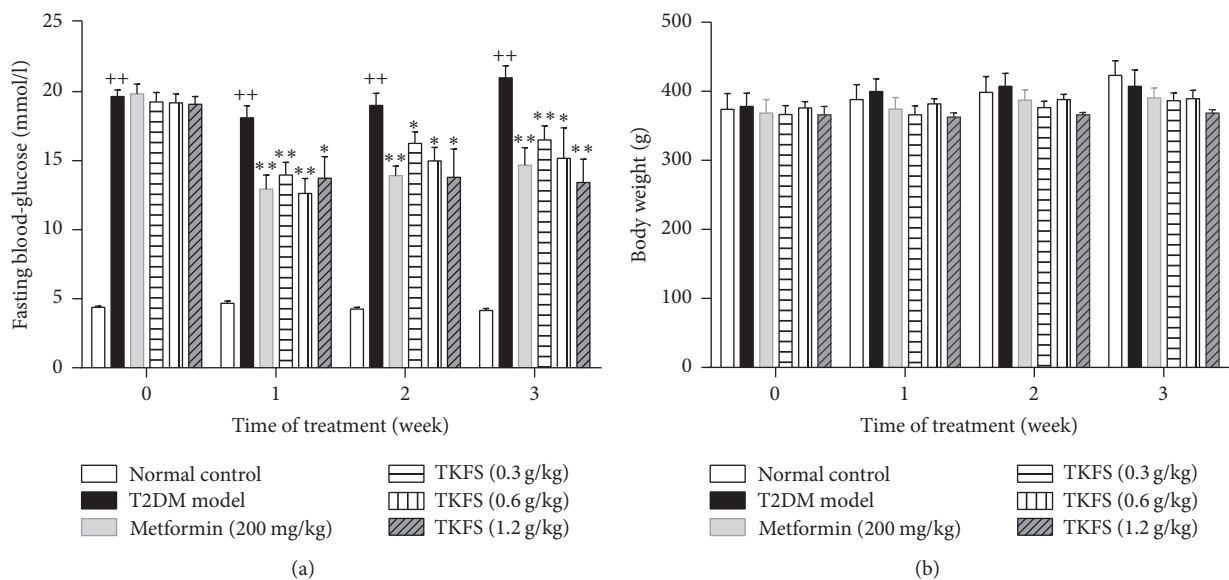 25
20
15
10
5
0
Fasting blood-glucose (mmol/l)
++
++
**
**
**
*
++
**
*
*
*
++
**
**
*
**
0
1
2
3
Time of treatment (week)
Normal control
T2DM model
Metformin (200 mg/kg)
TKFS (0.3 g/kg)
TKFS (0.6 g/kg)
TKFS (1.2 g/kg)
(a)
500
400
300
200
100
0
Body weight (g)
0
1
2
3
Time of treatment (week)
Normal control
T2DM model
Metformin (200 mg/kg)
TKFS (0.3 g/kg)
TKFS (0.6 g/kg)
TKFS (1.2 g/kg)
(b)